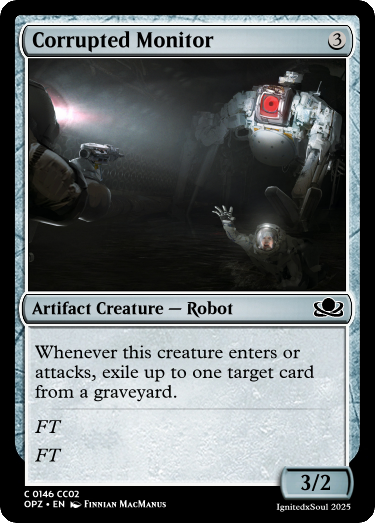 Corrupted Monitor 3
Artifact Creature — Robot
Whenever this creature enters or
attacks, exile up to one target card
from a graveyard.
FT
FT
3/2
C 0146 CC02
OPZ • EN Finnian MacManus
IgnitedxSoul 2025